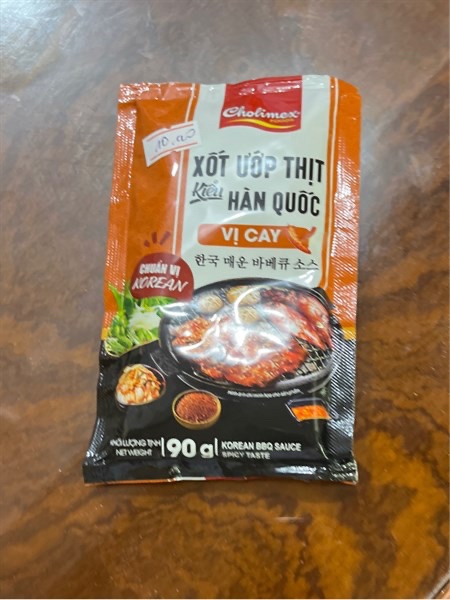 Cholimex
10.000
XỐT ƯỚP THỊT
Kiểu HÀN QUỐC
VỊ CAY
한국 매운 바베큐 소스
CHUẨN VỊ
KOREAN
KHỐI LƯỢNG TỊNH
NET WEIGHT
90 g
KOREAN BBQ SAUCE
SPICY TASTE